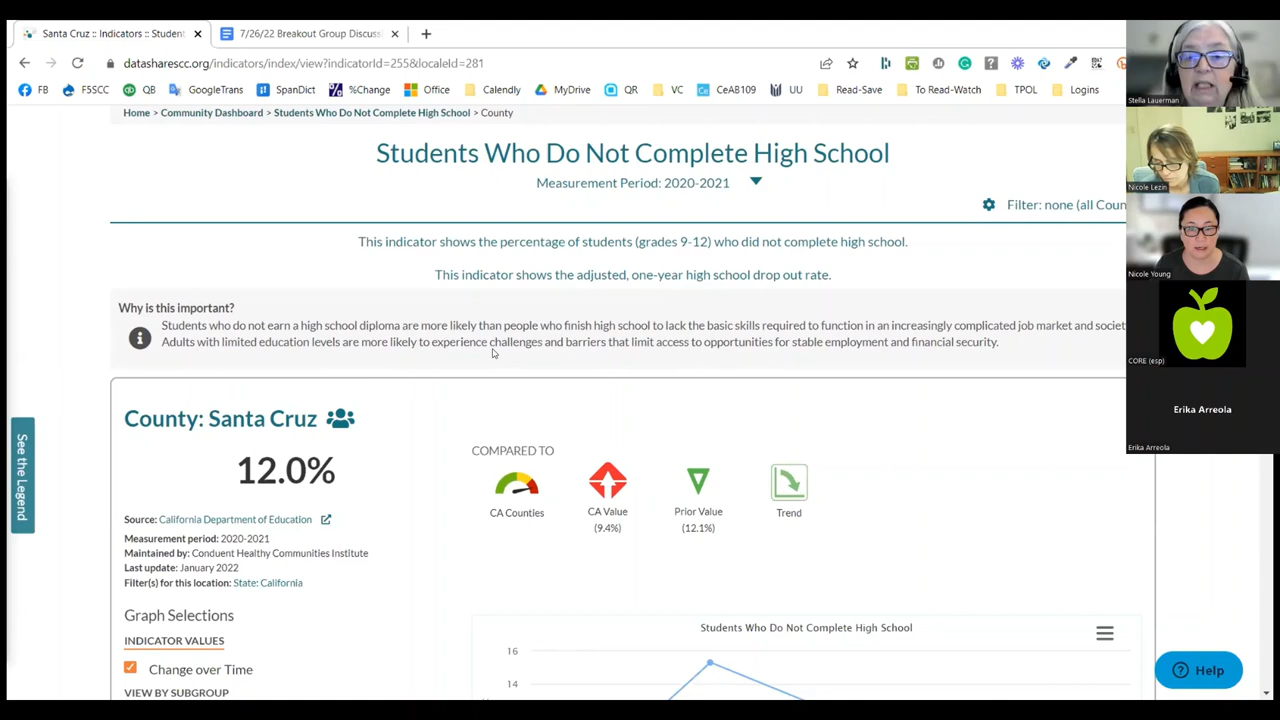 Santa Cruz :: Indicators :: Student
7/26/22 Breakout Group Discuss
datasharescc.org/indicators/index/view?indicatorId=255&localeId=281
FB
F5SCC
QB
GoogleTrans
SpanDict
%Change
Office
Calendly
MyDrive
QR
VC
CeAB109
UU
Read-Save
To Read-Watch
TPOL
Logins
Home > Community Dashboard > Students Who Do Not Complete High School > County
Students Who Do Not Complete High School
Measurement Period: 2020-2021
Filter: none (all Coun
This indicator shows the percentage of students (grades 9-12) who did not complete high school.
This indicator shows the adjusted, one-year high school drop out rate.
Why is this important?
Students who do not earn a high school diploma are more likely than people who finish high school to lack the basic skills required to function in an increasingly complicated job market and societ
Adults with limited education levels are more likely to experience challenges and barriers that limit access to opportunities for stable employment and financial security.
See the Legend
County: Santa Cruz
12.0%
Source: California Department of Education
Measurement period: 2020-2021
Maintained by: Conduent Healthy Communities Institute
Last update: January 2022
Filter(s) for this location: State: California
Graph Selections
INDICATOR VALUES
Change over Time
VIEW BY SUBGROUP
COMPARED TO
CA Counties
CA Value
(9.4%)
Prior Value
(12.1%)
Trend
Students Who Do Not Complete High School
16
14
Help
Stella Lauerman
Nicole Lezin
Nicole Young
CORE (esp)
Erika Arreola
Erika Arreola